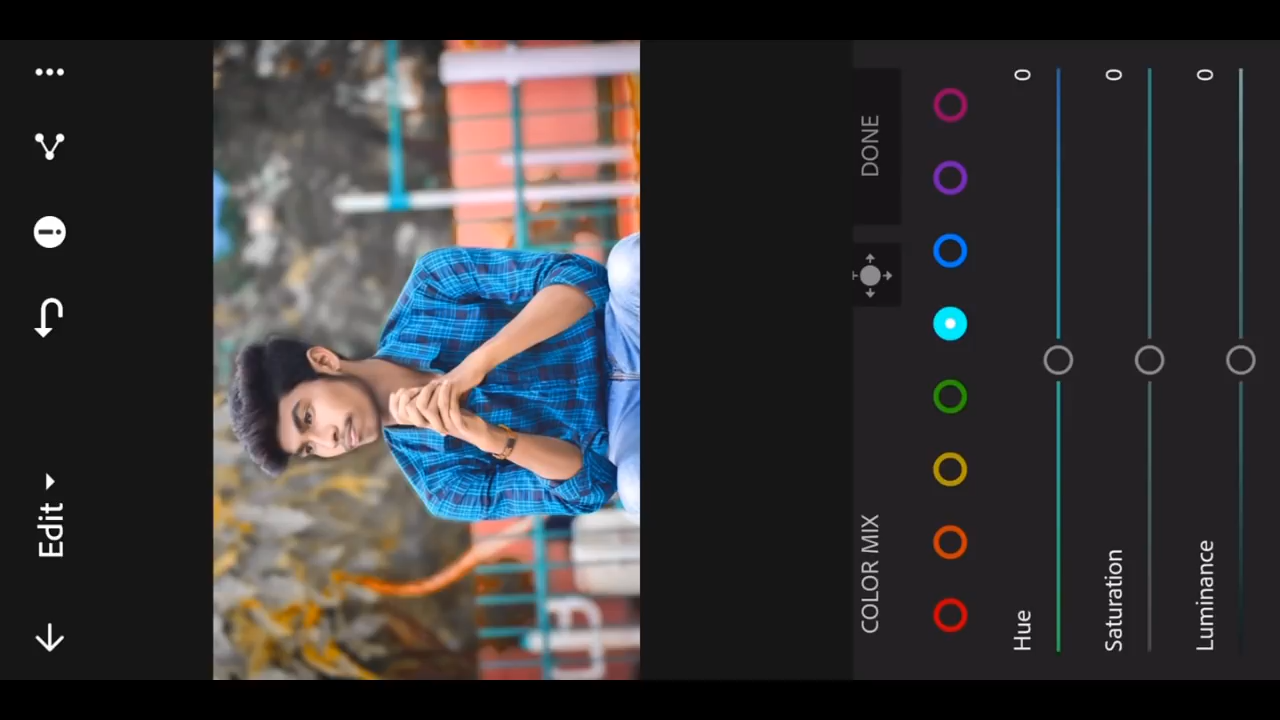 Edit
COLOR MIX
DONE
Hue 0
Saturation 0
Luminance 0